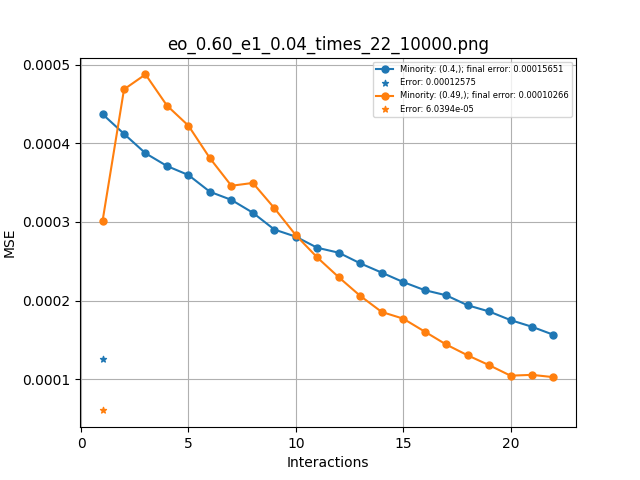 eo_0.60_e1_0.04_times_22_10000.png
Minority: (0.4,); final error: 0.00015651
Error: 0.00012575
Minority: (0.49,); final error: 0.00010266
Error: 6.0394e-05
MSE
0.0005
0.0004
0.0003
0.0002
0.0001
0 5 10 15 20
Interactions